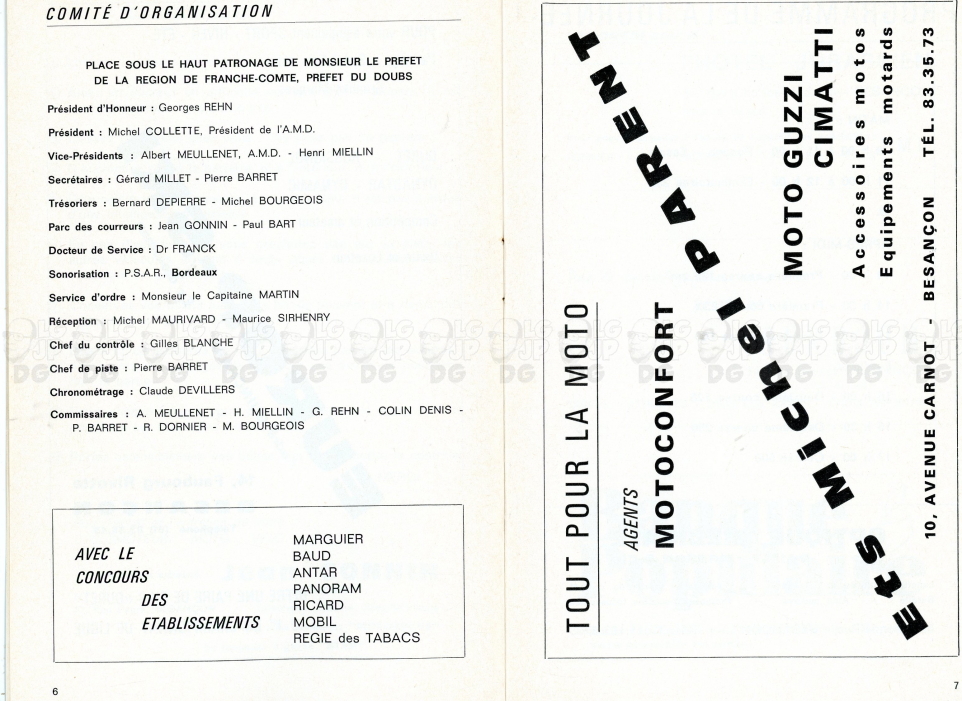 COMITÉ D'ORGANISATION
PLACE SOUS LE HAUT PATRONAGE DE MONSIEUR LE PREFET
DE LA REGION DE FRANCHE-COMTE, PREFET DU DOUBS
Président d'Honneur : Georges REHN
Président : Michel COLLETTE, Président de l'A.M.D.
Vice-Présidents : Albert MEULLENET, A.M.D. - Henri MIELLIN
Secrétaires : Gérard MILLET - Pierre BARRET
Trésoriers : Bernard DEPIERRE - Michel BOURGEOIS
Parc des courreurs : Jean GONNIN - Paul BART
Docteur de Service : Dr FRANCK
Sonorisation : P.S.A.R., Bordeaux
Service d'ordre : Monsieur le Capitaine MARTIN
Réception : Michel MAURIVARD - Maurice SIRHENRY
Chef du contrôle : Gilles BLANCHE
Chef de piste : Pierre BARRET
Chronométrage : Claude DEVILLERS
Commissaires : A. MEULLENET - H. MIELLIN - G. REHN - COLIN DENIS -
P. BARRET - R. DORNIER - M. BOURGEOIS
AVEC LE
CONCOURS
DES
ETABLISSEMENTS
MARGUIER
BAUD
ANTAR
PANORAM
RICARD
MOBIL
REGIE des TABACS
6
TOUT POUR LA MOTO
AGENTS
MOTOCONFORT
MOTO GUZZI
CIMATTI
Accessoires motos
Equipements motards
Ets Michel PARENT
10, AVENUE CARNOT - BESANÇON TÉL. 83.35.73
7